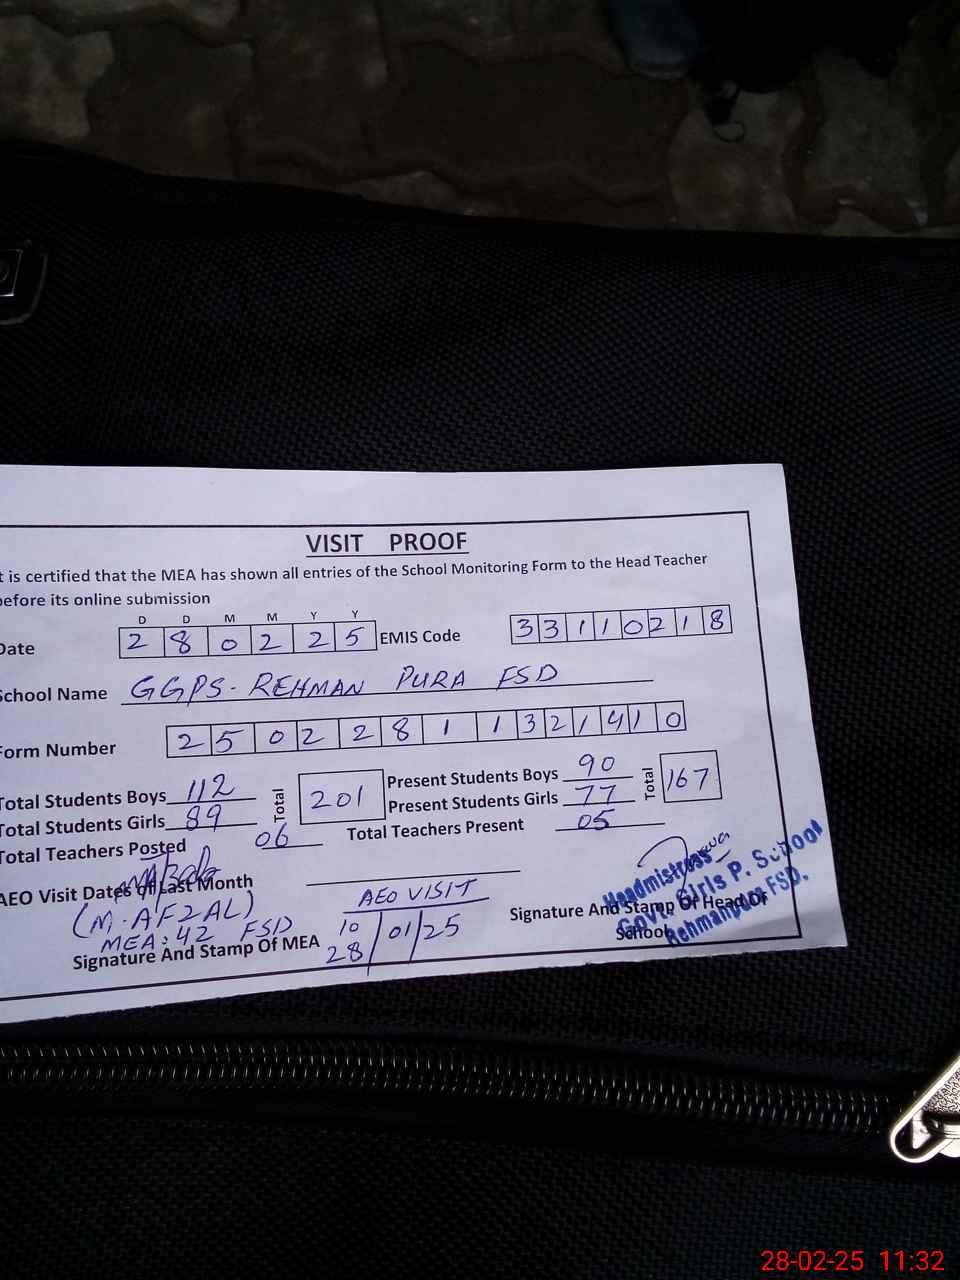 VISIT PROOF
t is certified that the MEA has shown all entries of the School Monitoring Form to the Head Teacher
before its online submission
D D M M Y Y
Date 2 8 0 2 2 5 EMIS Code 3 3 1 1 0 2 1 8
School Name GGPS- REHMAN PURA FSD
Form Number 2 5 0 2 2 8 1 1 3 2 1 4 1 0
Total Students Boys 112 Total 201 Present Students Boys 90 Total 167
Total Students Girls 89 Present Students Girls 77
Total Teachers Posted 06 Total Teachers Present 05
AEO Visit Dates of Last Month
(M. AFZAL)
MEA: 42 FSD
Signature And Stamp Of MEA
AEO VISIT
10
28 / 01 / 25
Signature And Stamp Of Head Of
School
Headmistress
Govt. Girls P. School
Rehmanpura FSD.
28-02-25 11:32